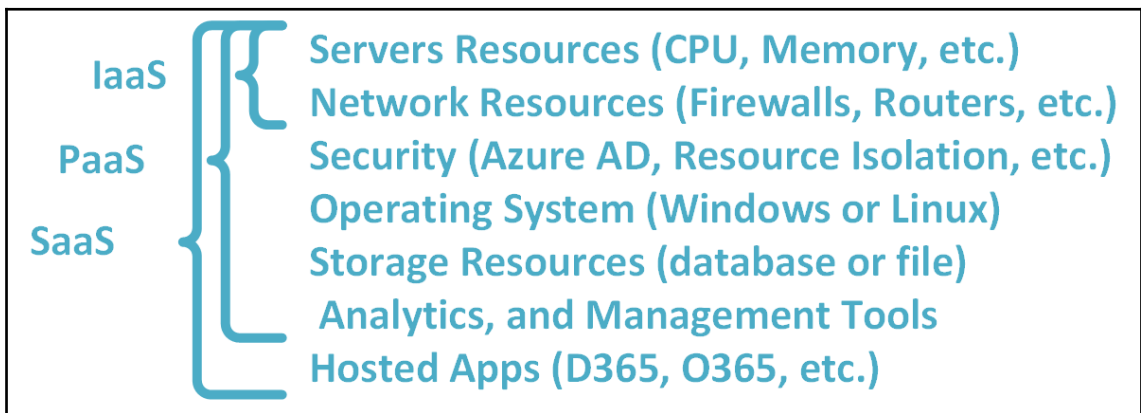 IaaS
PaaS
SaaS
Servers Resources (CPU, Memory, etc.)
Network Resources (Firewalls, Routers, etc.)
Security (Azure AD, Resource Isolation, etc.)
Operating System (Windows or Linux)
Storage Resources (database or file)
Analytics, and Management Tools
Hosted Apps (D365, O365, etc.)